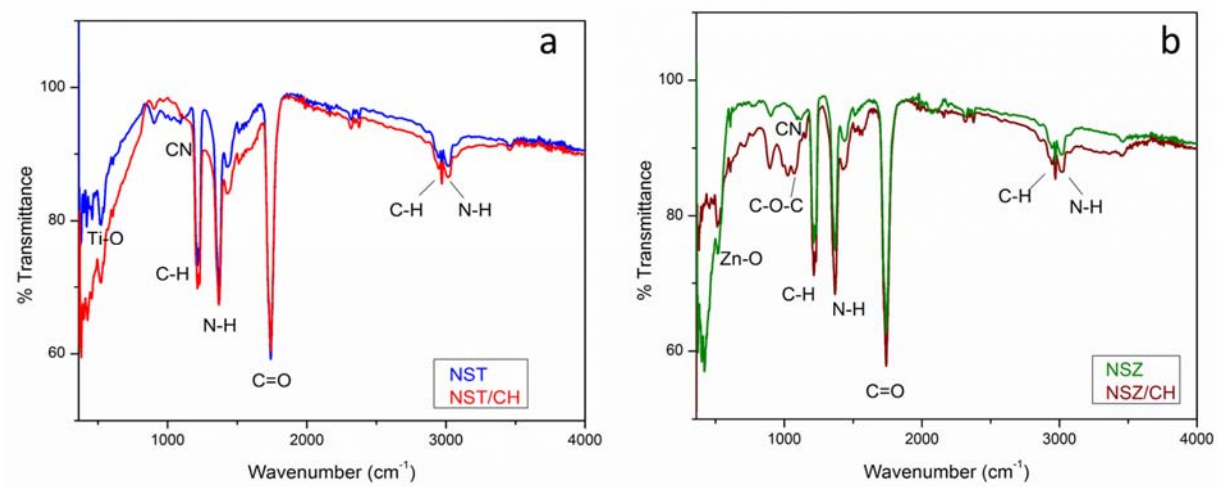 a
100
80
60
% Transmittance
CN
Ti-O
C-H
N-H
C=O
C-H
N-H
NST
NST/CH
1000
2000
3000
4000
Wavenumber (cm⁻¹)
b
100
80
60
% Transmittance
CN
C-O-C
Zn-O
C-H
N-H
C=O
C-H
N-H
NSZ
NSZ/CH
1000
2000
3000
4000
Wavenumber (cm⁻¹)